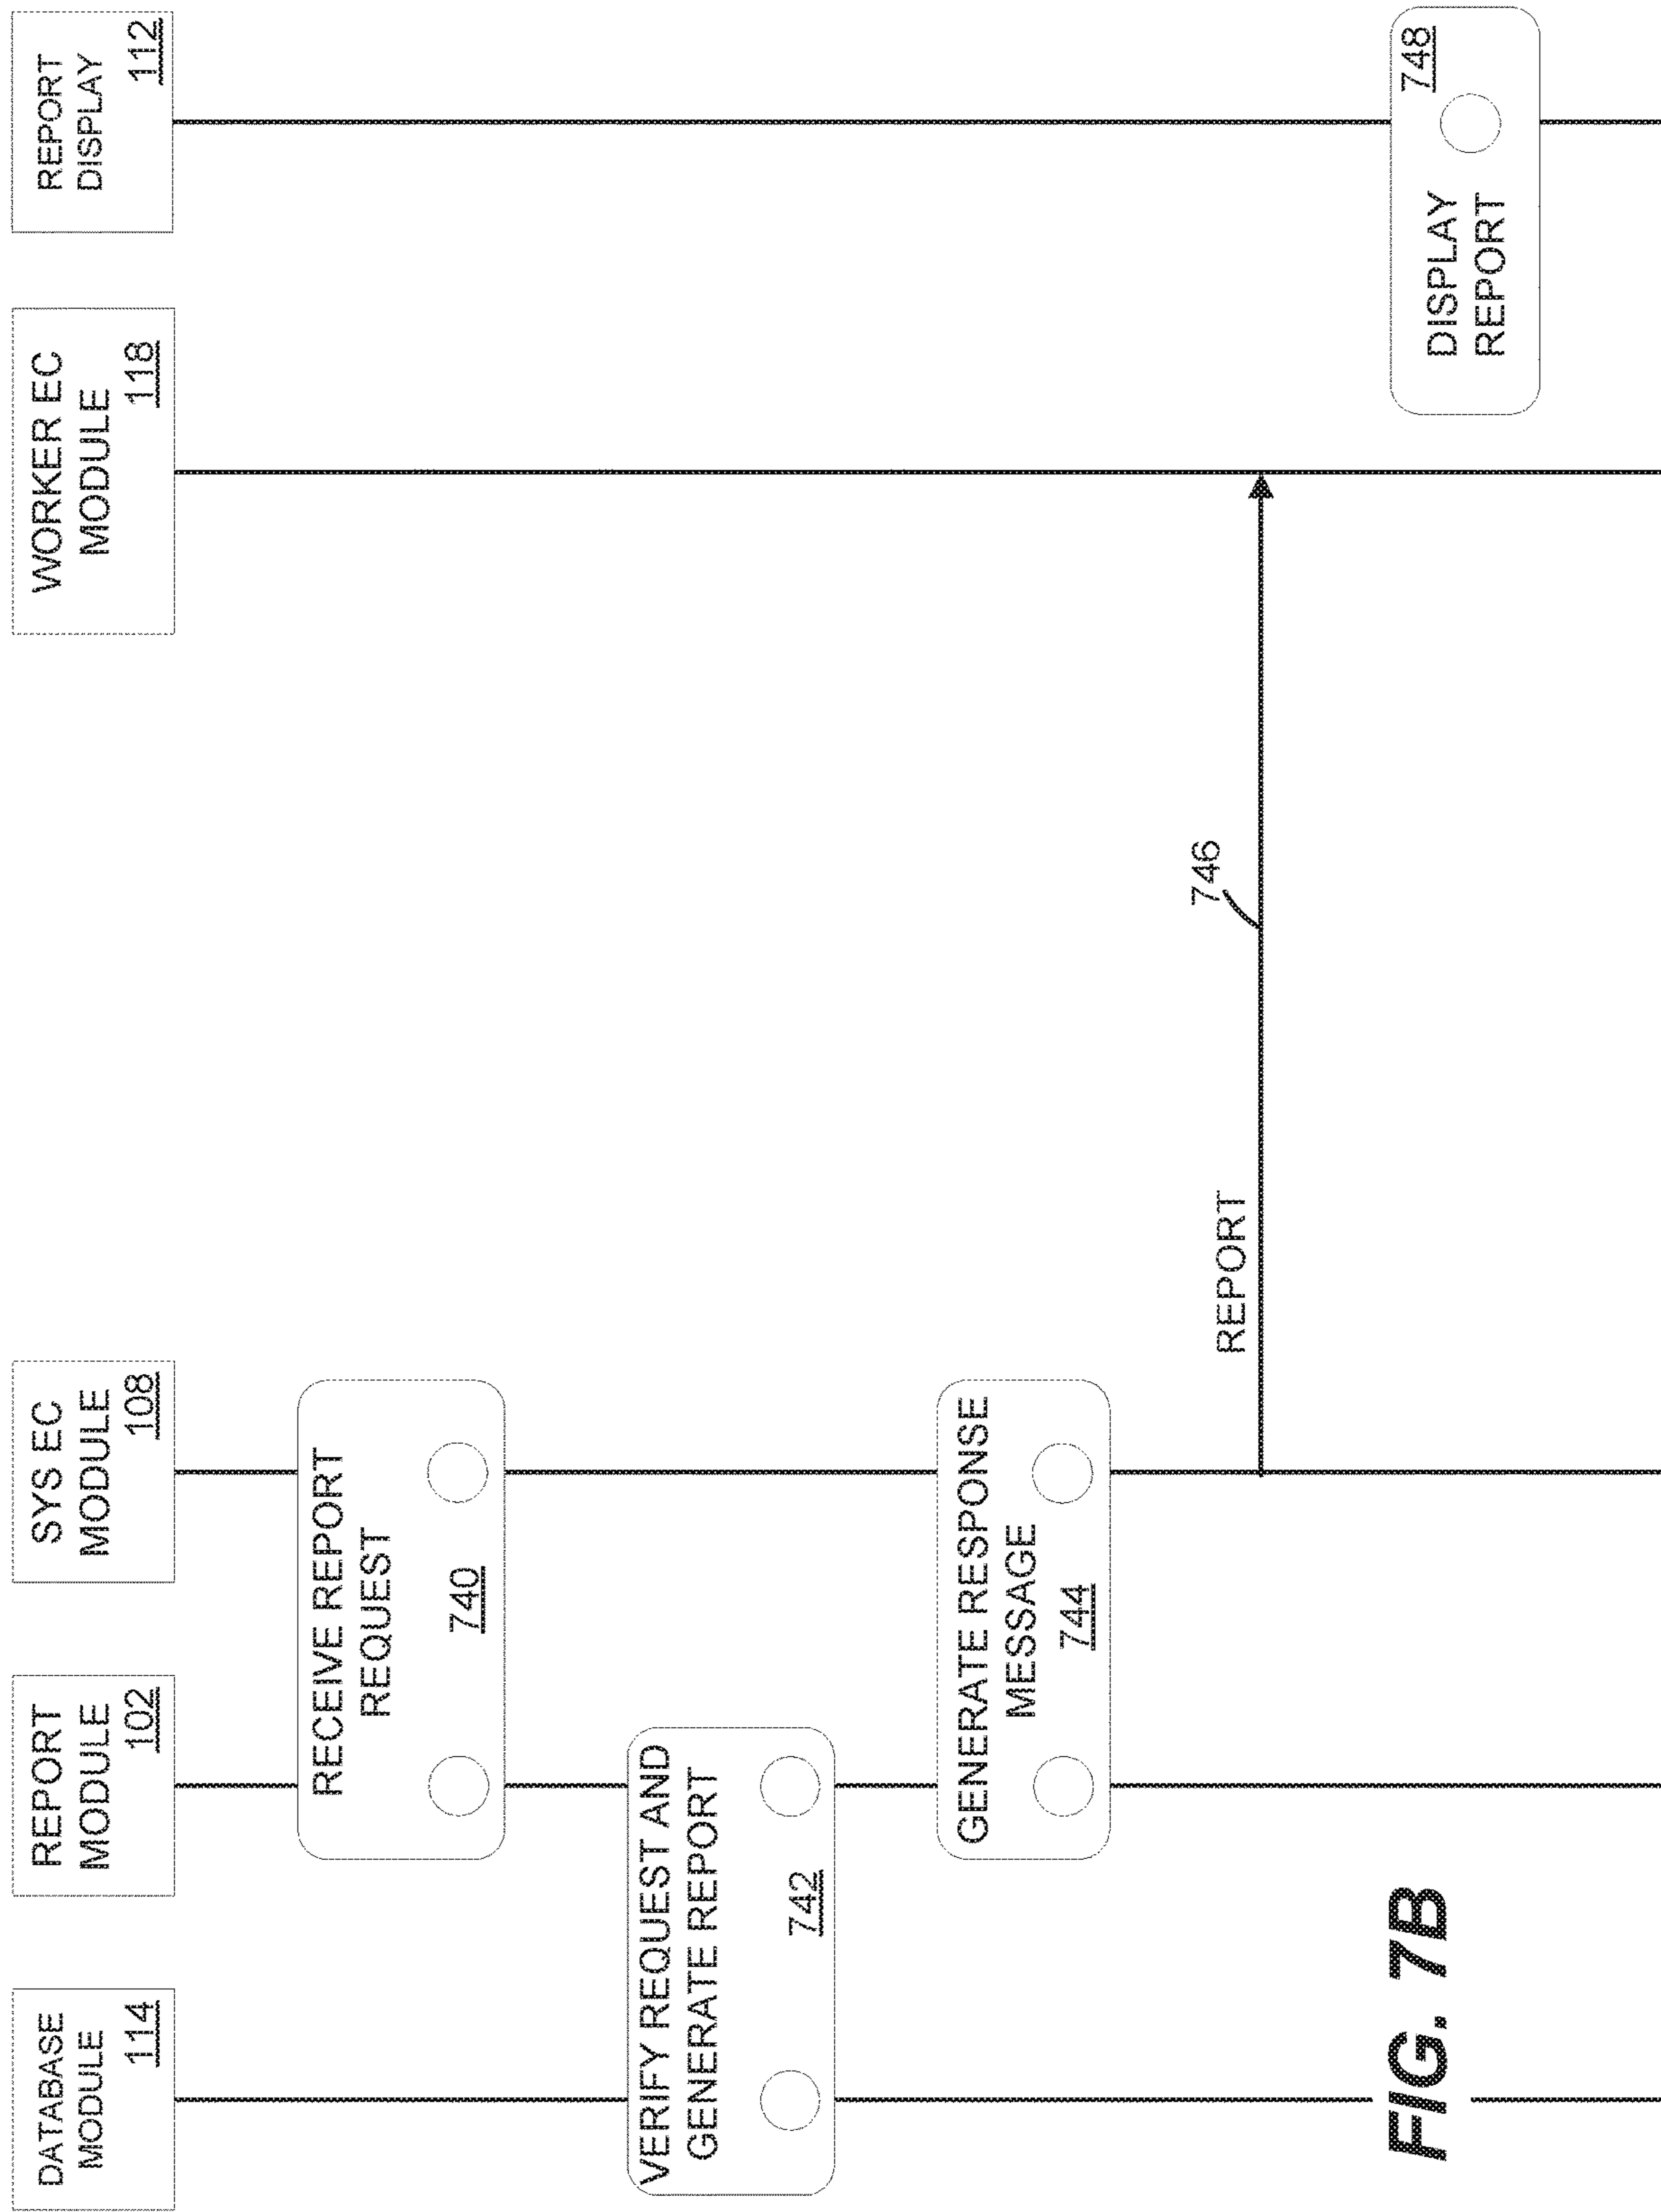 DATABASE
MODULE
114
REPORT
MODULE
102
SYS EC
MODULE
108
WORKER EC
MODULE
118
REPORT
DISPLAY
112
RECEIVE REPORT
REQUEST
740
VERIFY REQUEST AND
GENERATE REPORT
742
GENERATE RESPONSE
MESSAGE
744
REPORT
746
DISPLAY
REPORT
748
FIG. 7B